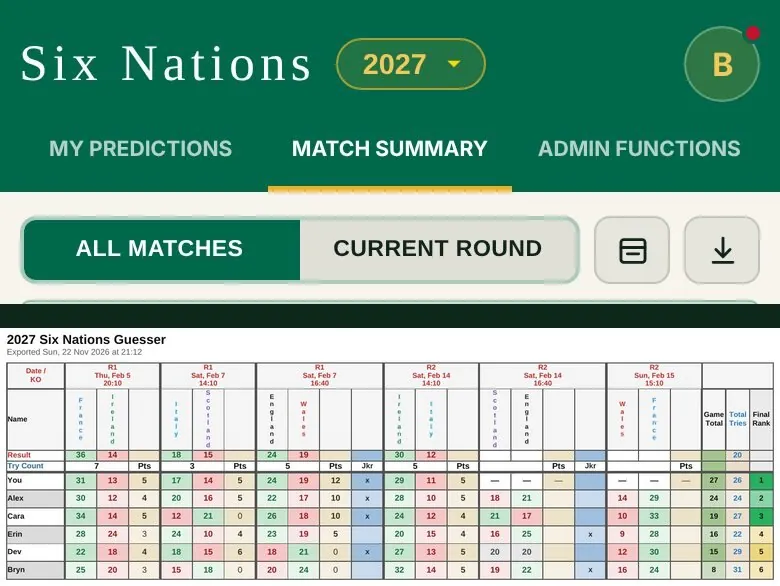 Six Nations 2027 B
MY PREDICTIONS MATCH SUMMARY ADMIN FUNCTIONS
ALL MATCHES CURRENT ROUND
2027 Six Nations Guesser
Exported Sun, 22 Nov 2026 at 21:12
Date / KO R1 Thu, Feb 5 20:10 R1 Sat, Feb 7 14:10 R1 Sat, Feb 7 16:40 R2 Sat, Feb 14 14:10 R2 Sat, Feb 14 16:40 R2 Sun, Feb 15 15:10
Name France Ireland Italy Scotland England Wales Ireland Italy Scotland England Wales France Game Total Total Tries Final Rank
Result 36 14 18 15 24 19 30 12 20
Try Count 7 Pts 3 Pts 5 Pts Jkr 5 Pts Pts Jkr Pts
You 31 13 5 17 14 5 24 19 12 x 29 11 5 — — — — — — 27 26 1
Alex 30 12 4 20 16 5 22 17 10 x 28 10 5 18 21 14 29 24 24 2
Cara 34 14 5 12 21 0 26 18 10 x 24 12 4 21 17 10 33 19 27 3
Erin 28 24 3 24 10 4 23 19 5 20 15 4 16 25 x 9 28 16 22 4
Dev 22 18 4 18 15 6 18 21 0 x 27 13 5 20 20 12 30 15 29 5
Bryn 20 25 3 15 18 0 20 24 0 32 14 5 19 22 x 16 24 8 31 6